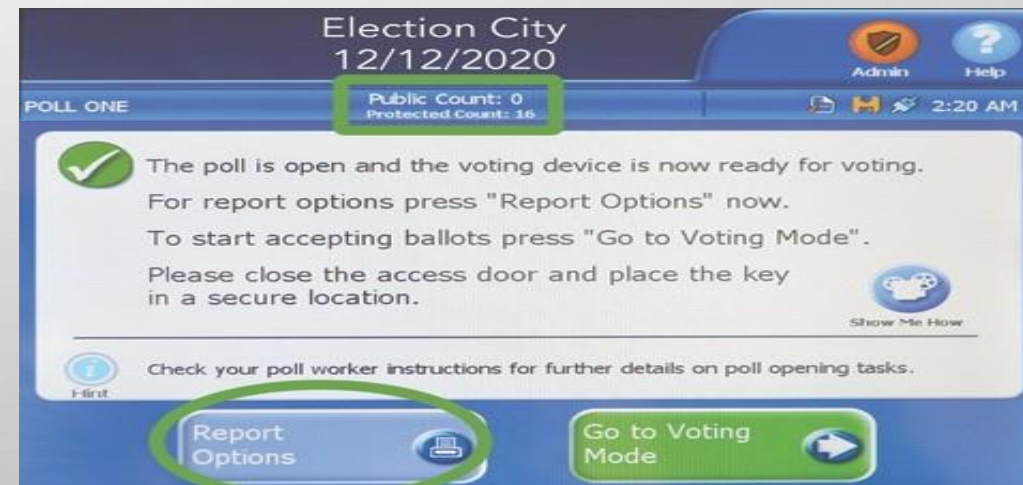 Election City
12/12/2020
Admin
Help
POLL ONE
Public Count: 0
Protected Count: 16
2:20 AM
The poll is open and the voting device is now ready for voting.
For report options press "Report Options" now.
To start accepting ballots press "Go to Voting Mode".
Please close the access door and place the key
in a secure location.
Show Me How
Check your poll worker instructions for further details on poll opening tasks.
Hint
Report
Options
Go to Voting
Mode